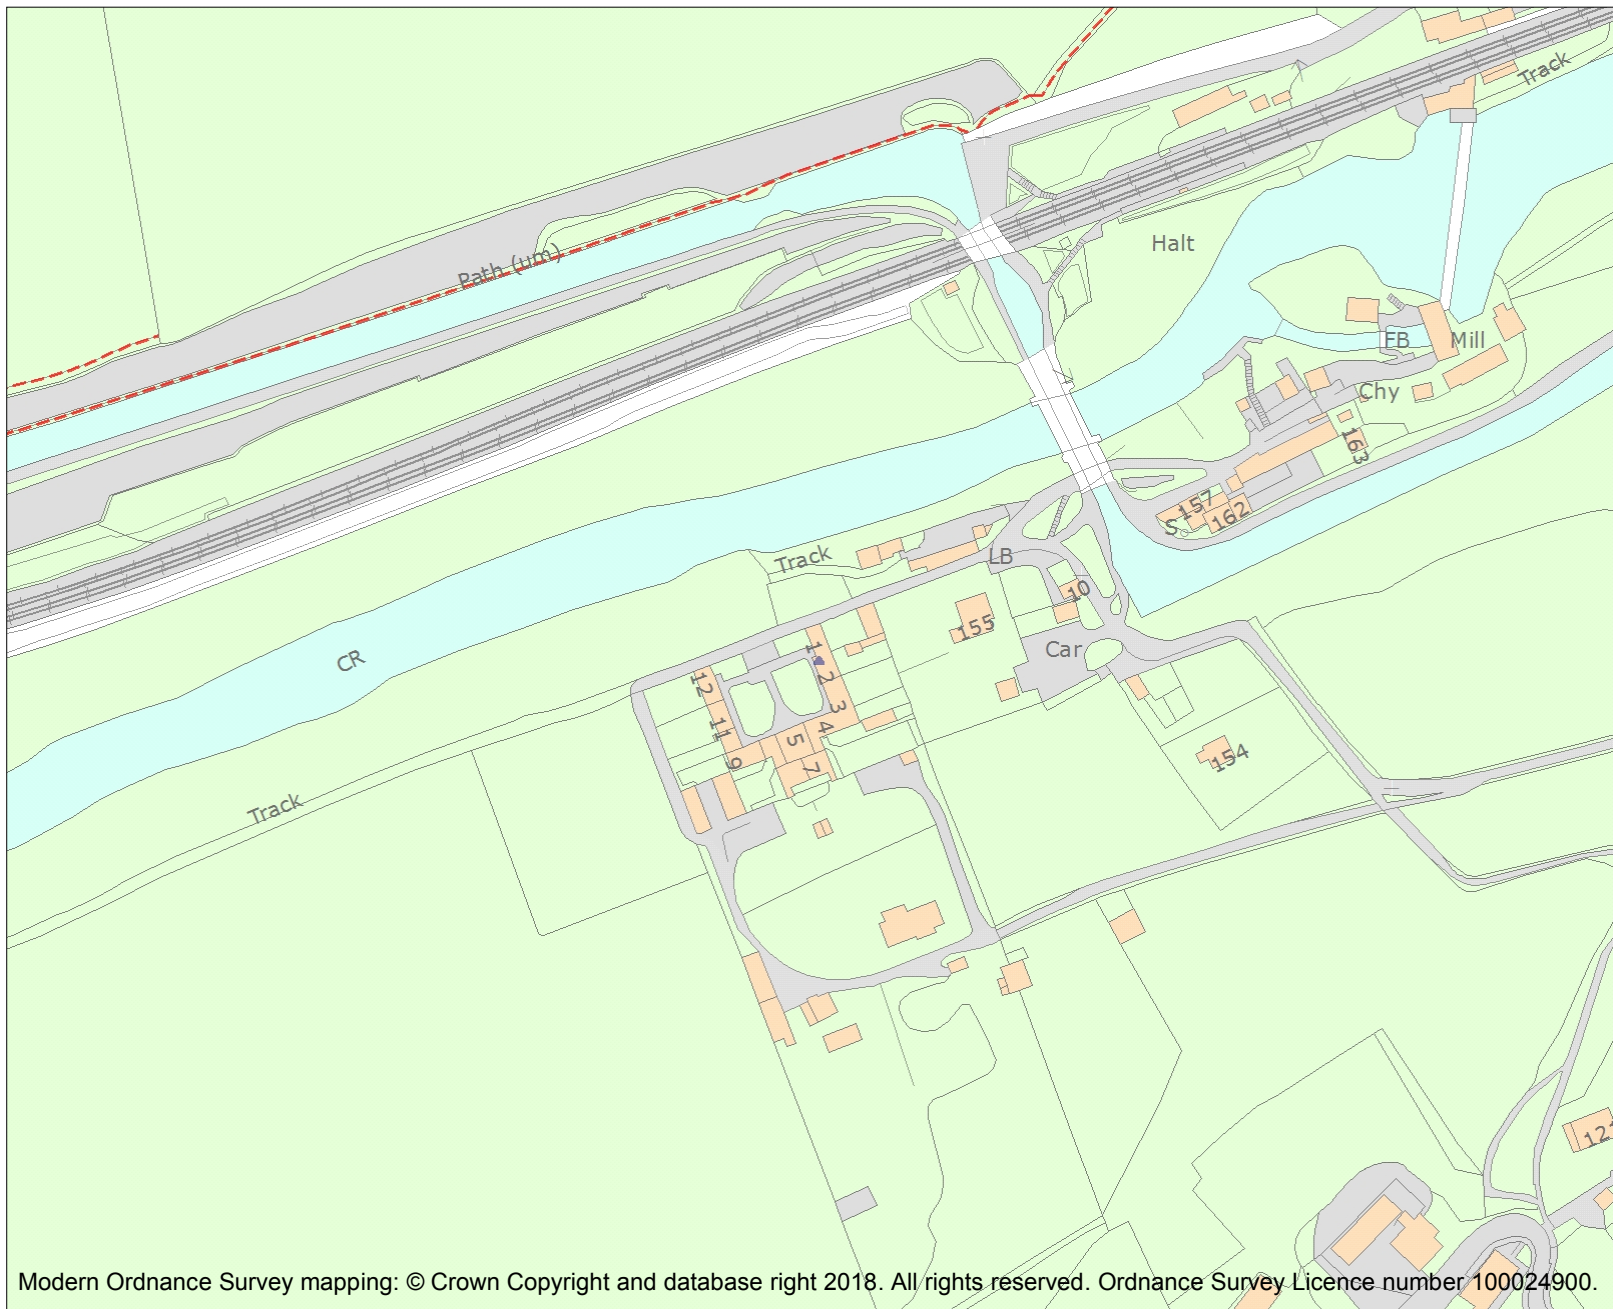 Track
Path (um)
Halt
FB
Mill
Chy
163
157
S
162
Track
LB
10
155
Car
CR
1
2
12
3
11
4
5
9
7
154
Track
121
Modern Ordnance Survey mapping: © Crown Copyright and database right 2018. All rights reserved. Ordnance Survey Licence number 100024900.